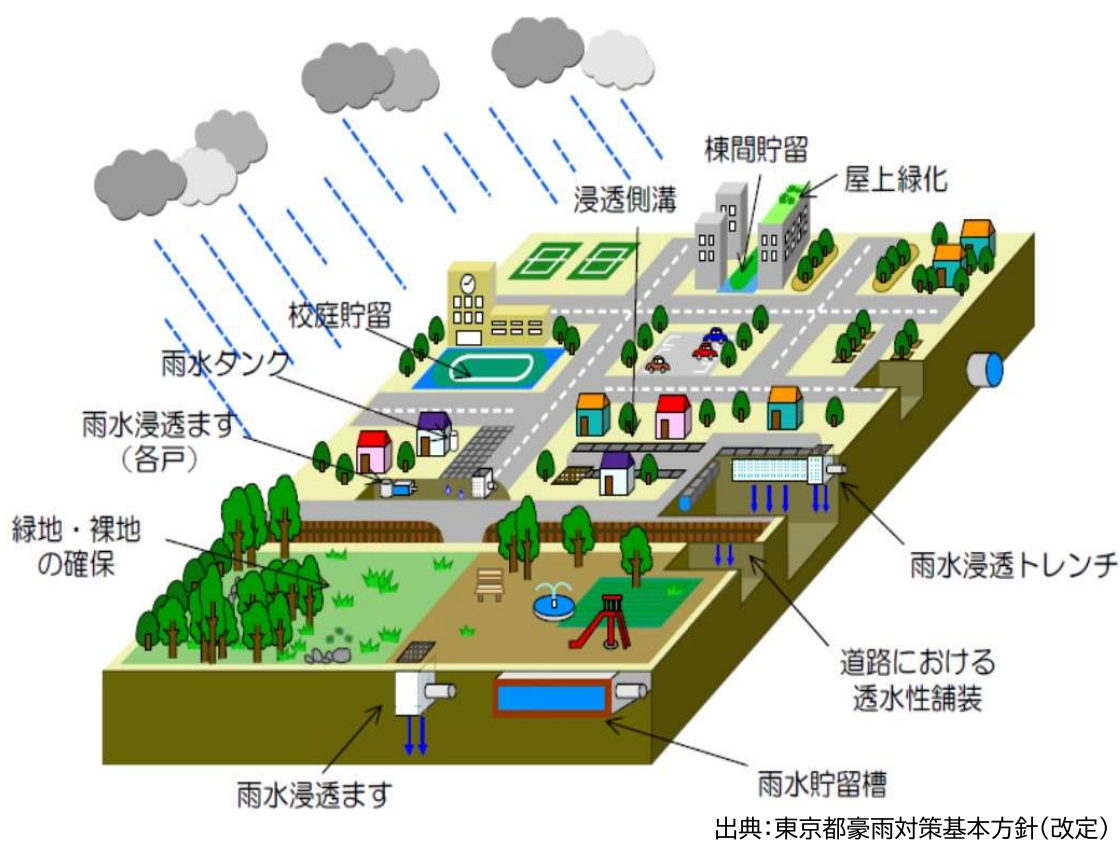 棟間貯留
屋上緑化
浸透側溝
校庭貯留
雨水タンク
雨水浸透ます
（各戸）
緑地・裸地
の確保
雨水浸透トレンチ
道路における
透水性舗装
雨水浸透ます
雨水貯留槽
出典：東京都豪雨対策基本方針（改定）